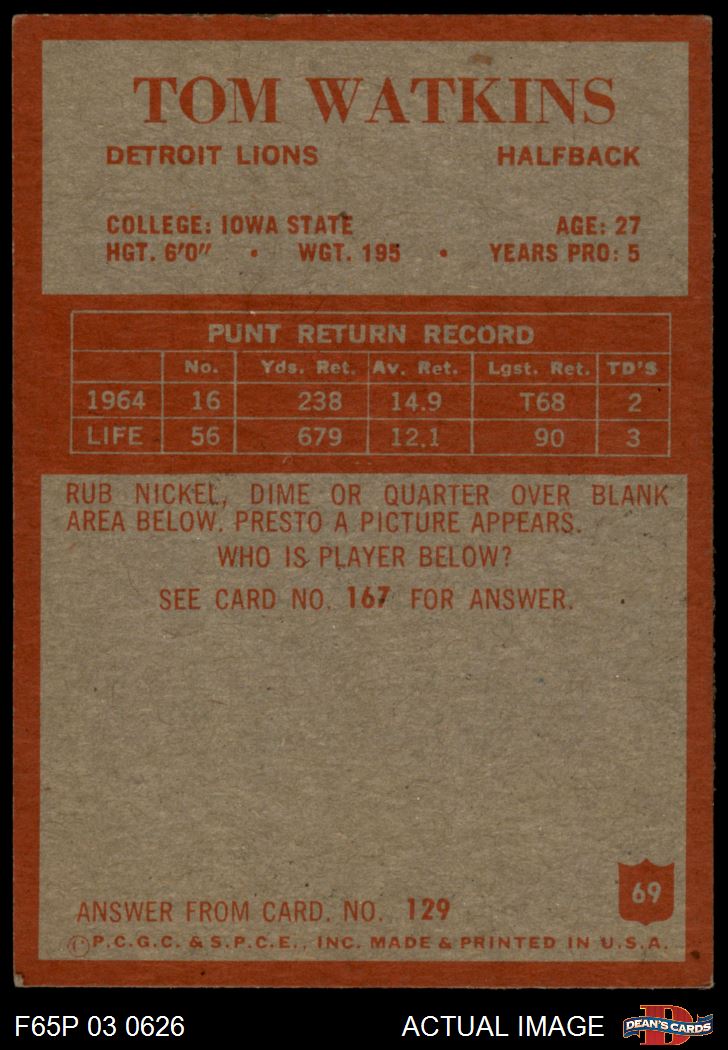 TOM WATKINS
DETROIT LIONS HALFBACK
COLLEGE: IOWA STATE AGE: 27
HGT. 6'0" • WGT. 195 • YEARS PRO: 5
PUNT RETURN RECORD
No. Yds. Ret. Av. Ret. Lgst. Ret. TD'S
1964 16 238 14.9 T68 2
LIFE 56 679 12.1 90 3
RUB NICKEL, DIME OR QUARTER OVER BLANK
AREA BELOW. PRESTO A PICTURE APPEARS.
WHO IS PLAYER BELOW?
SEE CARD NO. 167 FOR ANSWER.
69
ANSWER FROM CARD. NO. 129
©P.C.G.C. & S.P.C.E., INC. MADE & PRINTED IN U.S.A.
F65P 03 0626 ACTUAL IMAGE
D
DEAN'S CARDS